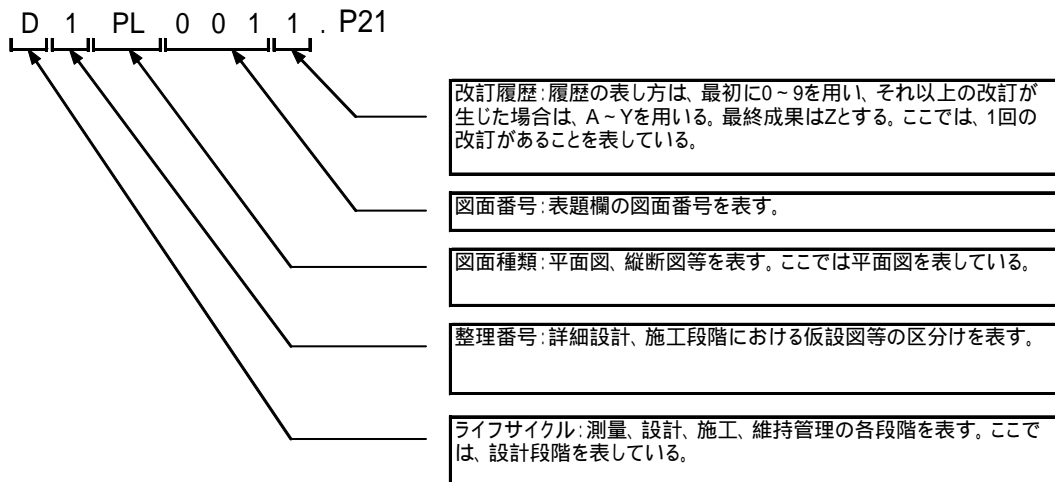 D 1 PL 0 0 1 1 . P21
改訂履歴:履歴の表し方は、最初に0~9を用い、それ以上の改訂が
生じた場合は、A~Yを用いる。最終成果はZとする。ここでは、1回の
改訂があることを表している。
図面番号:表題欄の図面番号を表す。
図面種類:平面図、縦断図等を表す。ここでは平面図を表している。
整理番号:詳細設計、施工段階における仮設図等の区分けを表す。
ライフサイクル:測量、設計、施工、維持管理の各段階を表す。ここで
は、設計段階を表している。